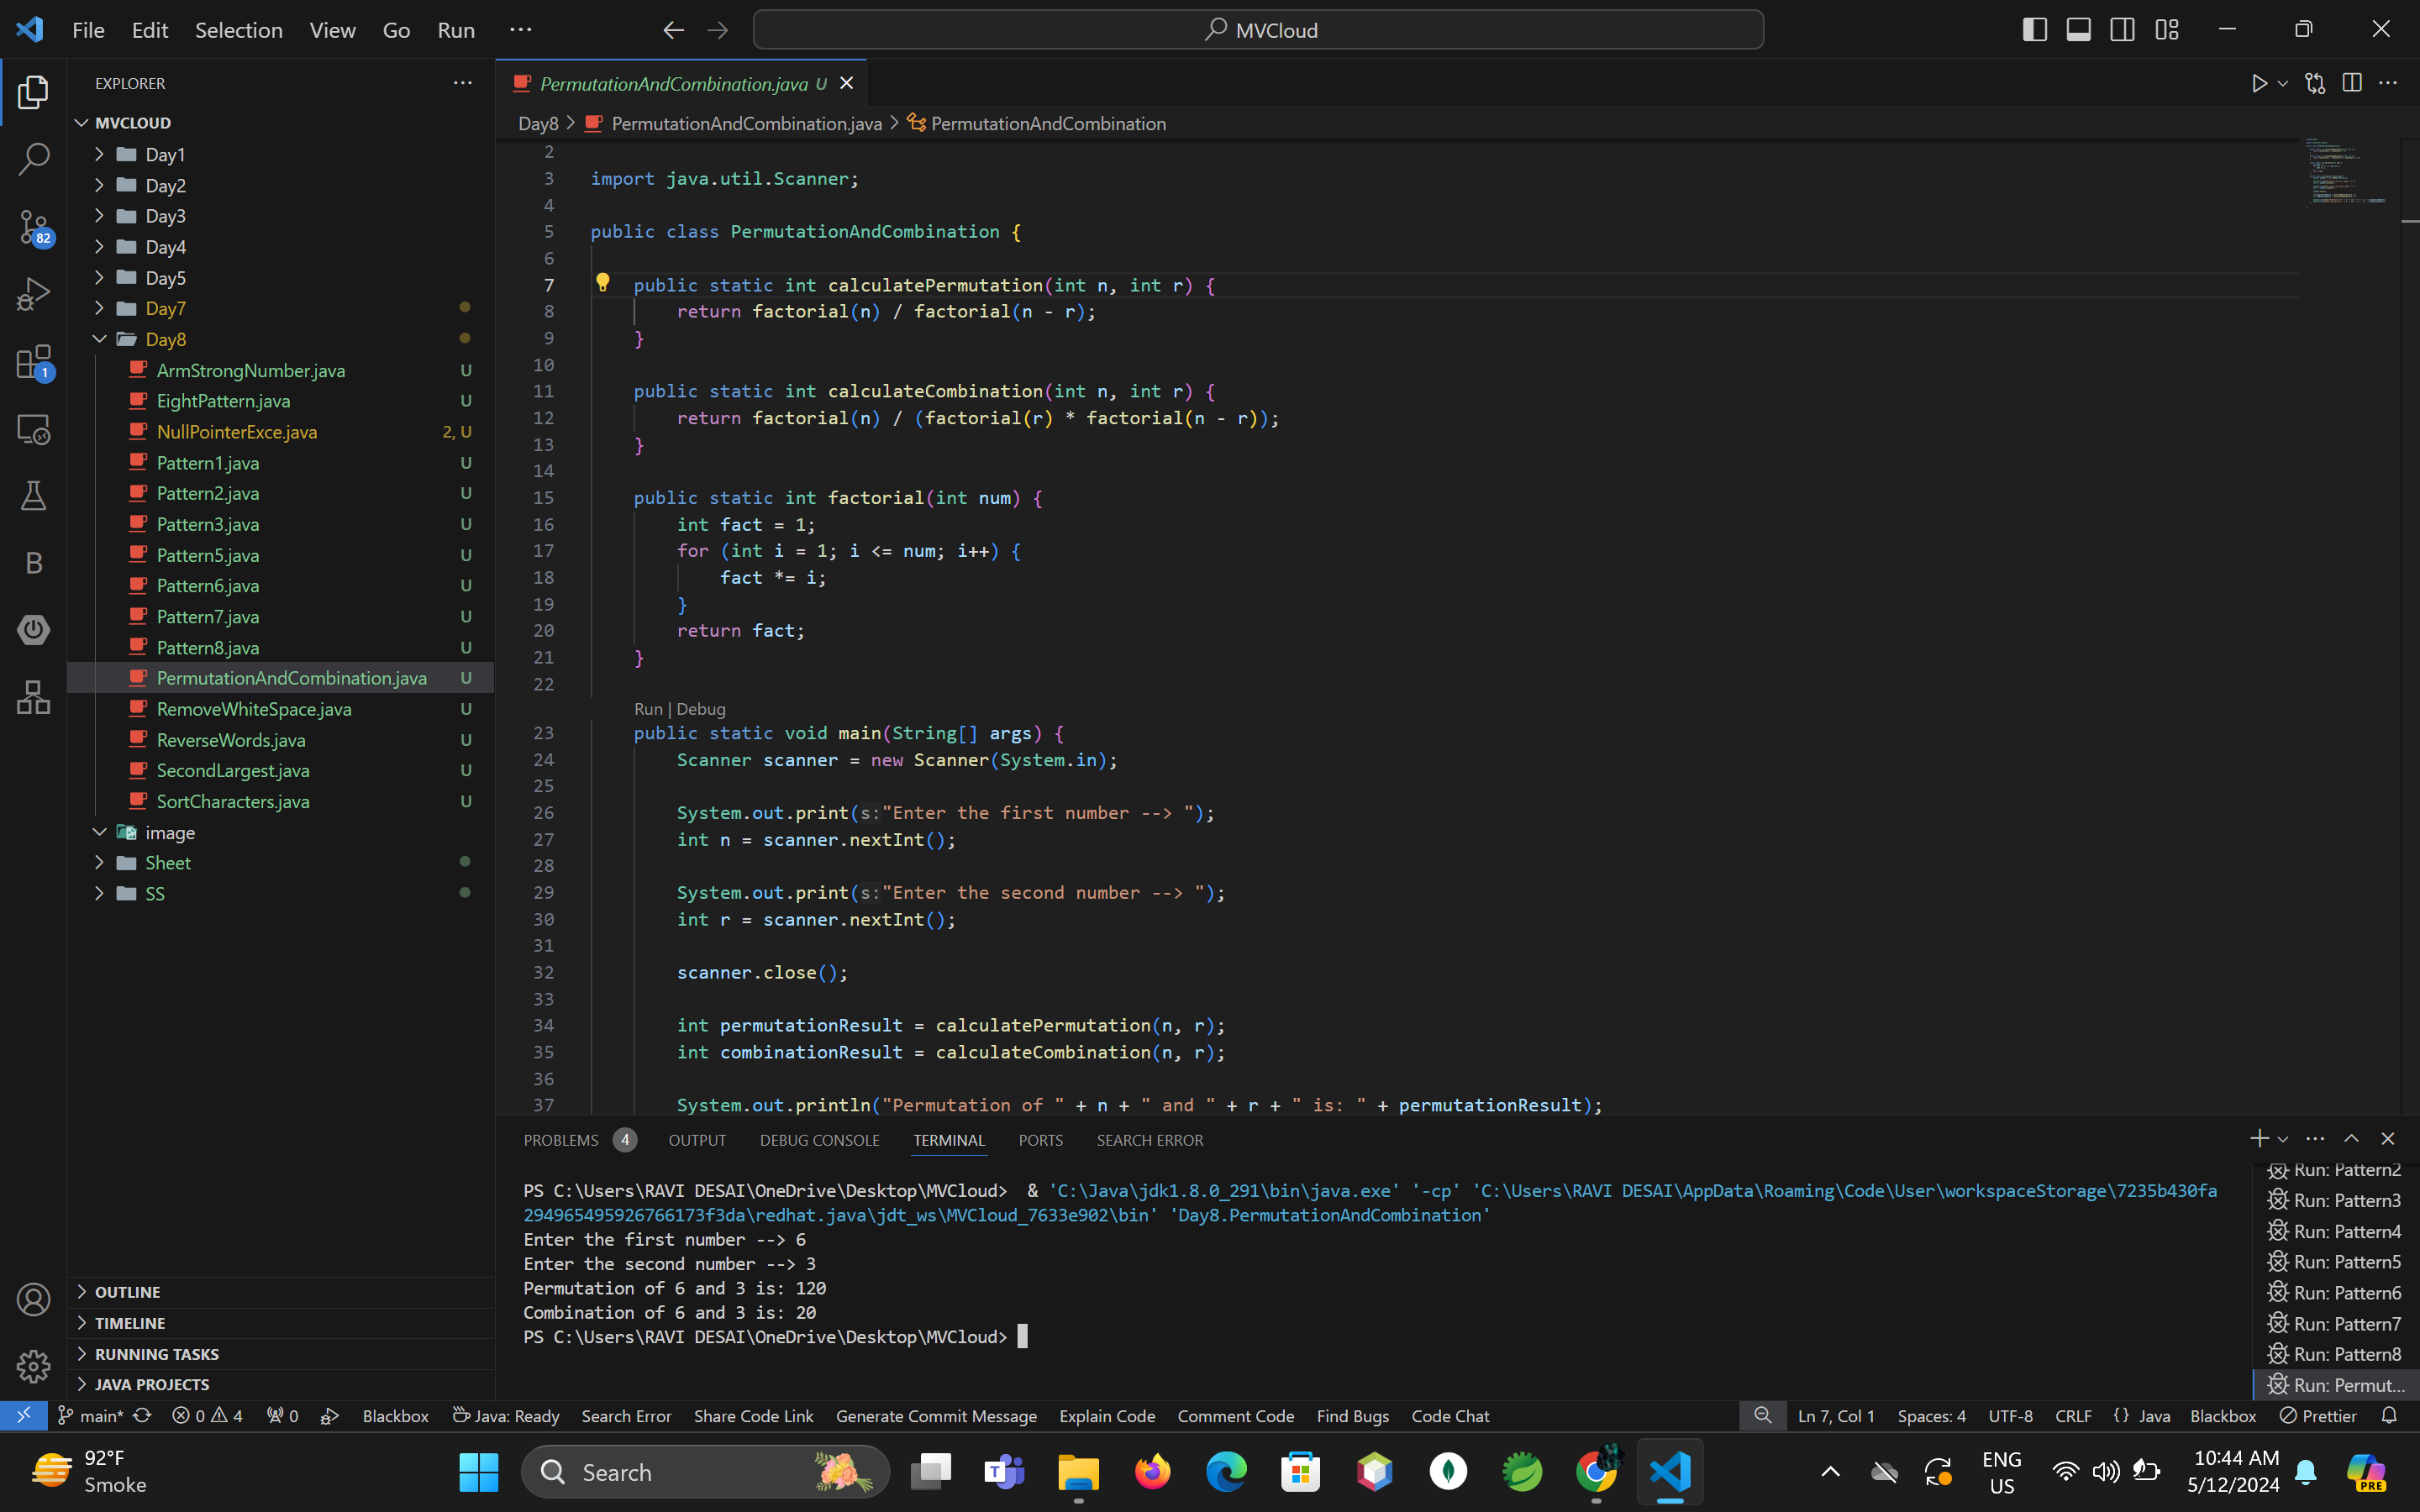 File Edit Selection View Go Run ···
MVCloud
EXPLORER
MVCLOUD
Day1
Day2
Day3
Day4
Day5
Day7
Day8
ArmStrongNumber.java U
EightPattern.java U
NullPointerExce.java 2, U
Pattern1.java U
Pattern2.java U
Pattern3.java U
Pattern5.java U
Pattern6.java U
Pattern7.java U
Pattern8.java U
PermutationAndCombination.java U
RemoveWhiteSpace.java U
ReverseWords.java U
SecondLargest.java U
SortCharacters.java U
image
Sheet
SS
OUTLINE
TIMELINE
RUNNING TASKS
JAVA PROJECTS
82
1
B
PermutationAndCombination.java U
Day8 > PermutationAndCombination.java > PermutationAndCombination
2
3 import java.util.Scanner;
4
5 public class PermutationAndCombination {
6
7 public static int calculatePermutation(int n, int r) {
8 return factorial(n) / factorial(n - r);
9 }
10
11 public static int calculateCombination(int n, int r) {
12 return factorial(n) / (factorial(r) * factorial(n - r));
13 }
14
15 public static int factorial(int num) {
16 int fact = 1;
17 for (int i = 1; i <= num; i++) {
18 fact *= i;
19 }
20 return fact;
21 }
22
Run | Debug
23 public static void main(String[] args) {
24 Scanner scanner = new Scanner(System.in);
25
26 System.out.print(s:"Enter the first number --> ");
27 int n = scanner.nextInt();
28
29 System.out.print(s:"Enter the second number --> ");
30 int r = scanner.nextInt();
31
32 scanner.close();
33
34 int permutationResult = calculatePermutation(n, r);
35 int combinationResult = calculateCombination(n, r);
36
37 System.out.println("Permutation of " + n + " and " + r + " is: " + permutationResult);
PROBLEMS 4 OUTPUT DEBUG CONSOLE TERMINAL PORTS SEARCH ERROR
PS C:\Users\RAVI DESAI\OneDrive\Desktop\MVCloud> & 'C:\Java\jdk1.8.0_291\bin\java.exe' '-cp' 'C:\Users\RAVI DESAI\AppData\Roaming\Code\User\workspaceStorage\7235b430fa
2949654959267661​73f3da\redhat.java\jdt_ws\MVCloud_7633e902\bin' 'Day8.PermutationAndCombination'
Enter the first number --> 6
Enter the second number --> 3
Permutation of 6 and 3 is: 120
Combination of 6 and 3 is: 20
PS C:\Users\RAVI DESAI\OneDrive\Desktop\MVCloud>
Run: Pattern2
Run: Pattern3
Run: Pattern4
Run: Pattern5
Run: Pattern6
Run: Pattern7
Run: Pattern8
Run: Permut...
main* 0 4 0 Blackbox Java: Ready Search Error Share Code Link Generate Commit Message Explain Code Comment Code Find Bugs Code Chat Ln 7, Col 1 Spaces: 4 UTF-8 CRLF {} Java Blackbox Prettier
92°F
Smoke
Search
ENG
US
10:44 AM
5/12/2024
PRE